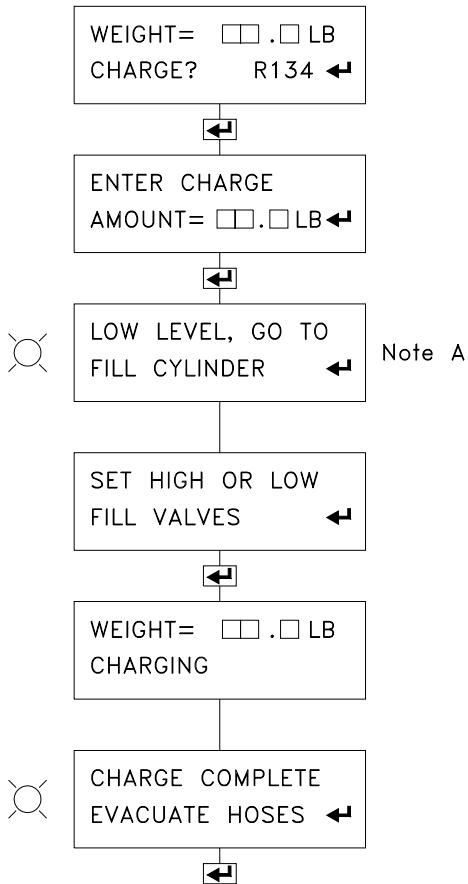 WEIGHT= □□.□ LB
CHARGE? R134 ↵
↵
ENTER CHARGE
AMOUNT= □□.□ LB ↵
↵
LOW LEVEL, GO TO
FILL CYLINDER ↵
Note A
SET HIGH OR LOW
FILL VALVES ↵
↵
WEIGHT= □□.□ LB
CHARGING
CHARGE COMPLETE
EVACUATE HOSES ↵
↵